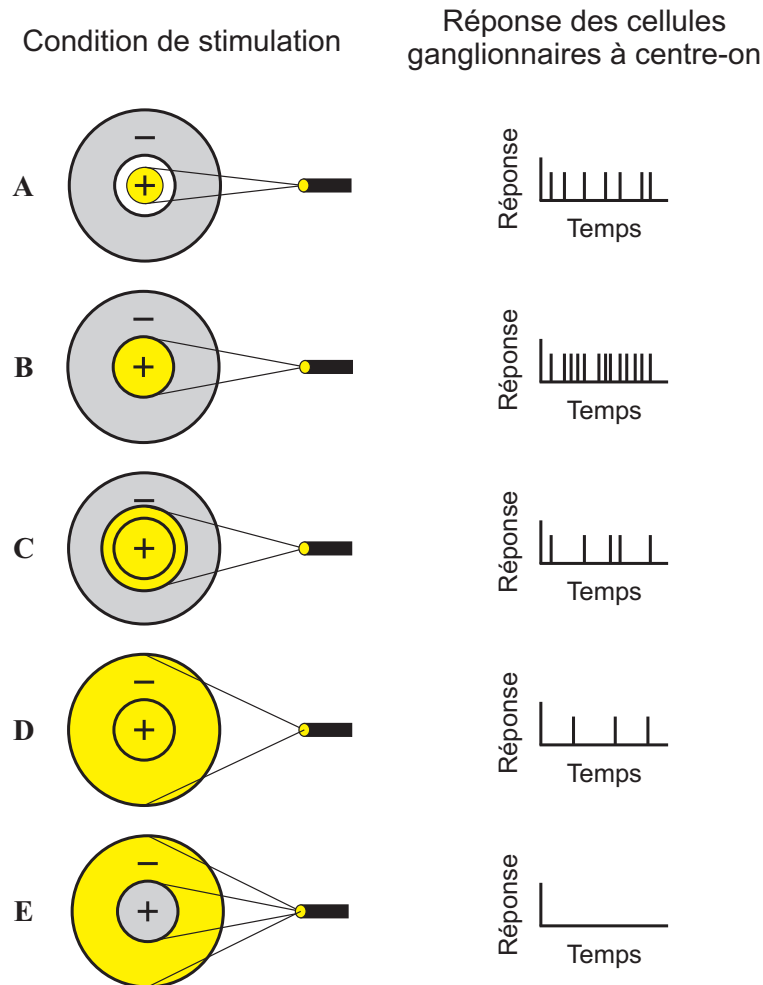 Condition de stimulation
Réponse des cellules
ganglionnaires à centre-on
A
−
+
Réponse
Temps
B
−
+
Réponse
Temps
C
−
+
Réponse
Temps
D
−
+
Réponse
Temps
E
−
+
Réponse
Temps